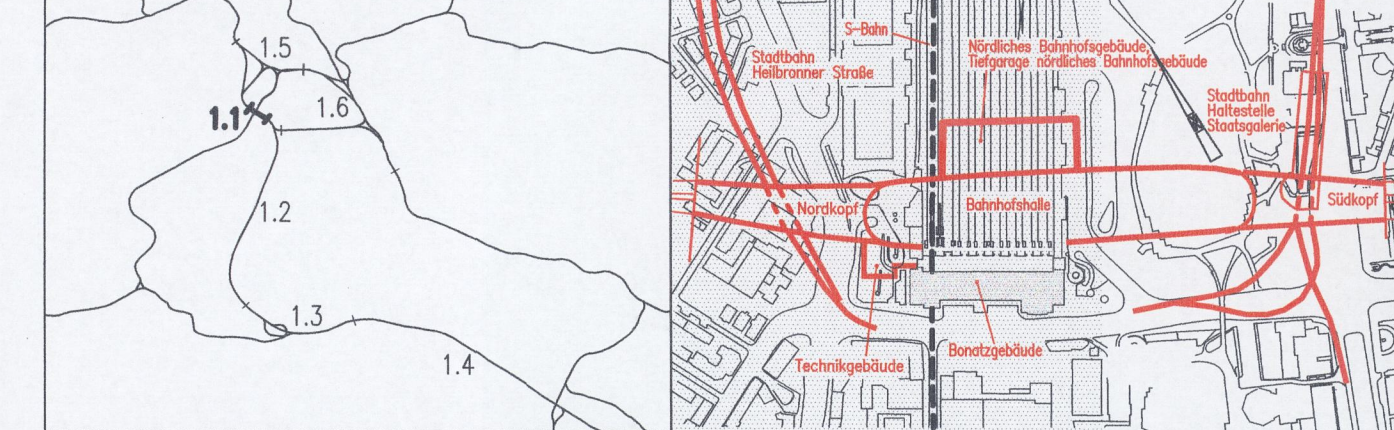 1.5
1.1
1.6
1.2
1.3
1.4
S-Bahn
Nördliches Bahnhofsgebäude,
Tiefgarage nördliches Bahnhofsgebäude
Stadtbahn
Heilbronner Straße
Stadtbahn
Haltestelle
Staatsgalerie
Nordkopf
Bahnhofshalle
Südkopf
Bonatzgebäude
Technikgebäude